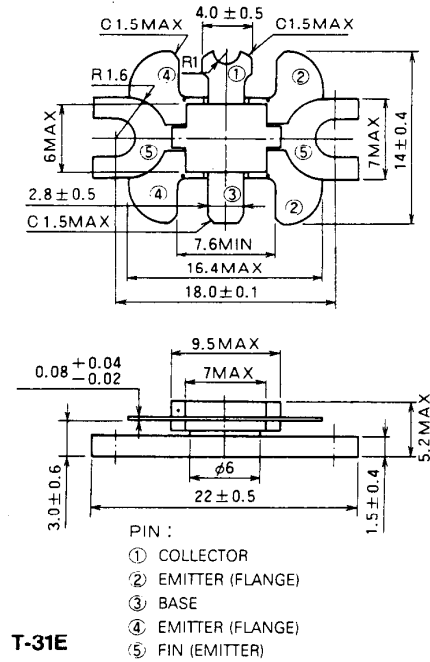 4.0±0.5
C1.5MAX C1.5MAX
R1
① ④ ②
R1.6
6MAX
⑤ ⑤
7MAX
14±0.4
2.8±0.5
④ ③ ②
C1.5MAX
7.6MIN
16.4MAX
18.0±0.1
9.5MAX
0.08 +0.04 -0.02
7MAX
5.2MAX
3.0±0.6
φ6
1.5±0.4
22±0.5
PIN :
① COLLECTOR
② EMITTER (FLANGE)
③ BASE
④ EMITTER (FLANGE)
⑤ FIN (EMITTER)
T-31E